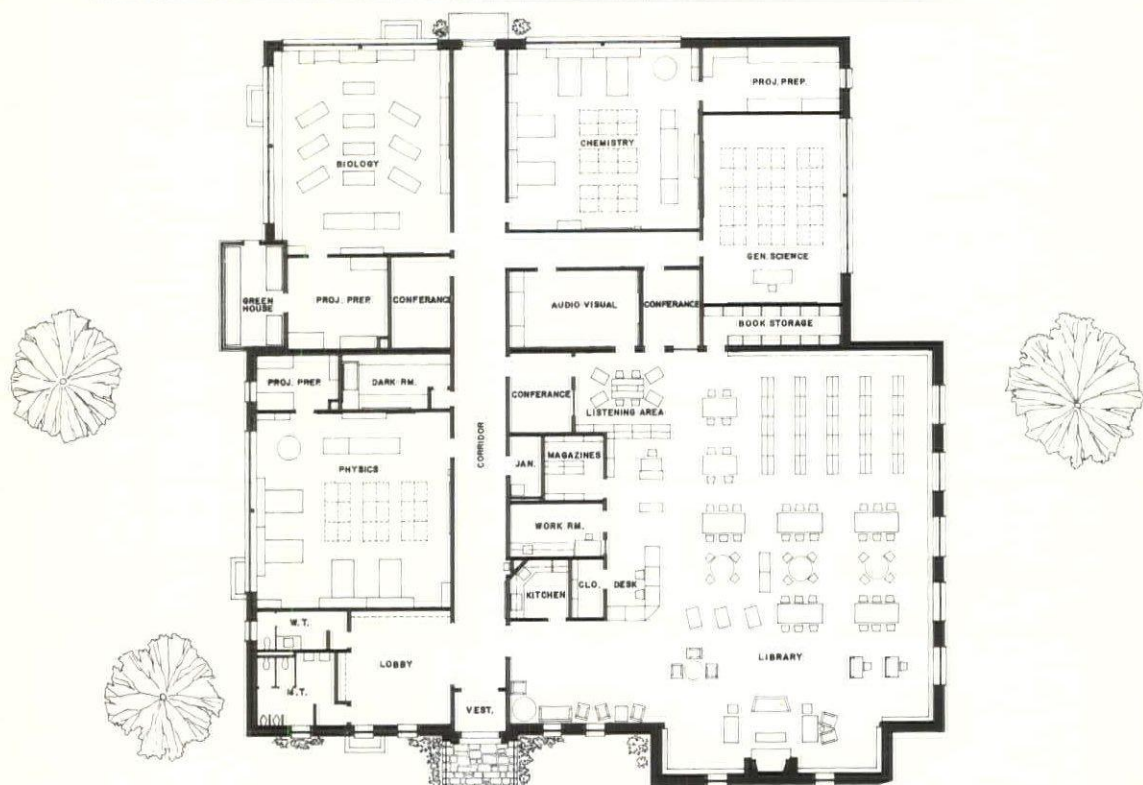 PROJ. PREP.
CHEMISTRY
BIOLOGY
GEN. SCIENCE
GREEN
HOUSE
PROJ. PREP.
CONFERANCE
AUDIO VISUAL
CONFERANCE
BOOK STORAGE
PROJ. PREP.
DARK RM.
CONFERANCE
LISTENING AREA
CORRIDOR
PHYSICS
JAN.
MAGAZINES
WORK RM.
KITCHEN
CLO.
DESK
W.T.
LOBBY
M.T.
VEST.
LIBRARY